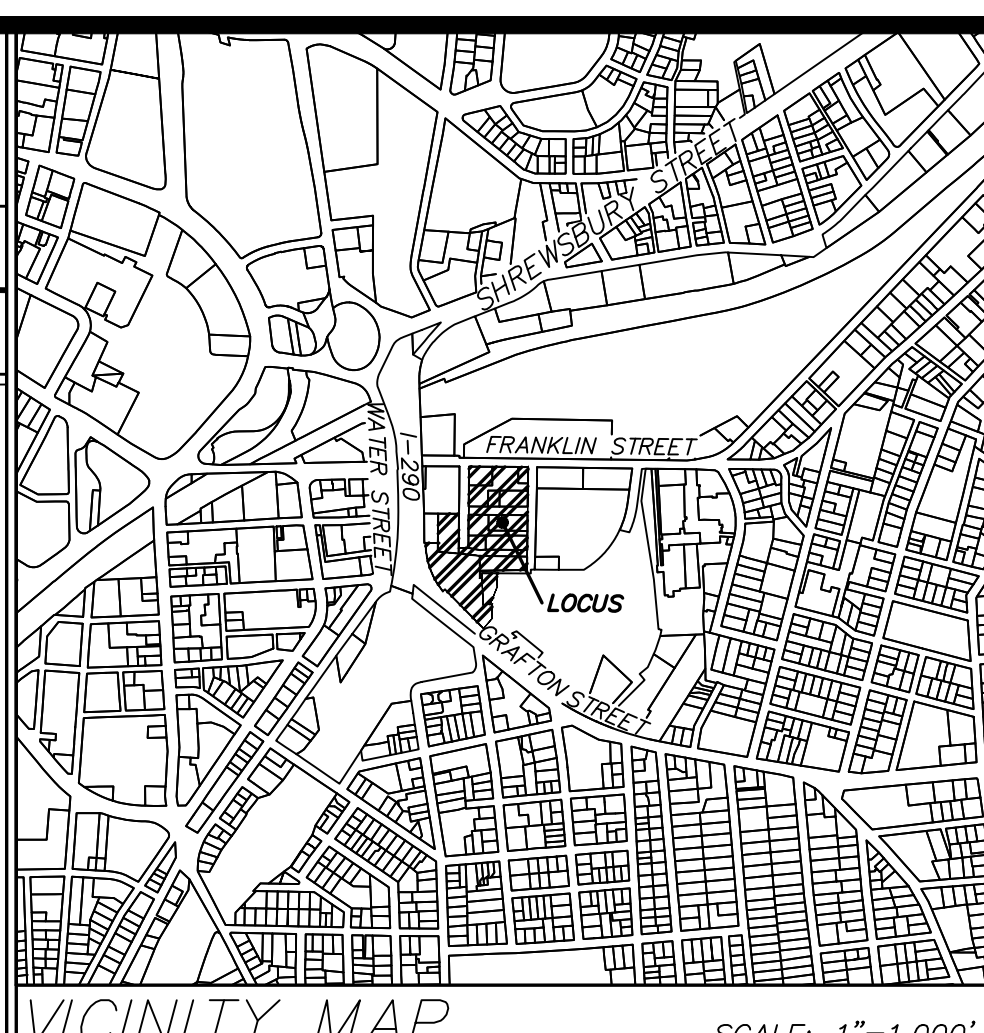 SHREWSBURY STREET
WATER STREET
I-290
FRANKLIN STREET
LOCUS
GRAFTON STREET
VICINITY MAP
SCALE: 1"=1,000'